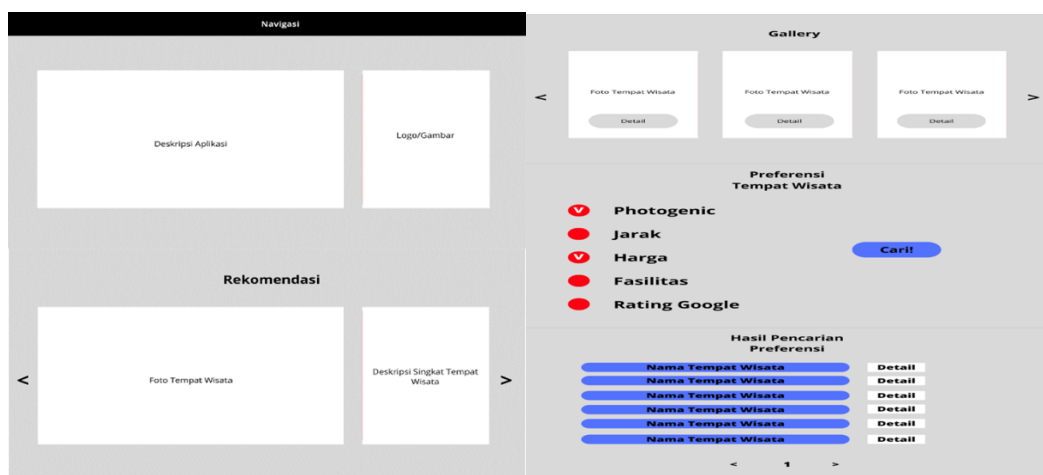 Navigasi
Deskripsi Aplikasi
Logo/Gambar
Rekomendasi
<
Foto Tempat Wisata
Deskripsi Singkat Tempat
Wisata
>
Gallery
<
Foto Tempat Wisata
Detail
Foto Tempat Wisata
Detail
Foto Tempat Wisata
Detail
>
Preferensi
Tempat Wisata
V Photogenic
Jarak
V Harga
Fasilitas
Rating Google
Cari!
Hasil Pencarian
Preferensi
Nama Tempat Wisata Detail
Nama Tempat Wisata Detail
Nama Tempat Wisata Detail
Nama Tempat Wisata Detail
Nama Tempat Wisata Detail
Nama Tempat Wisata Detail
< 1 >